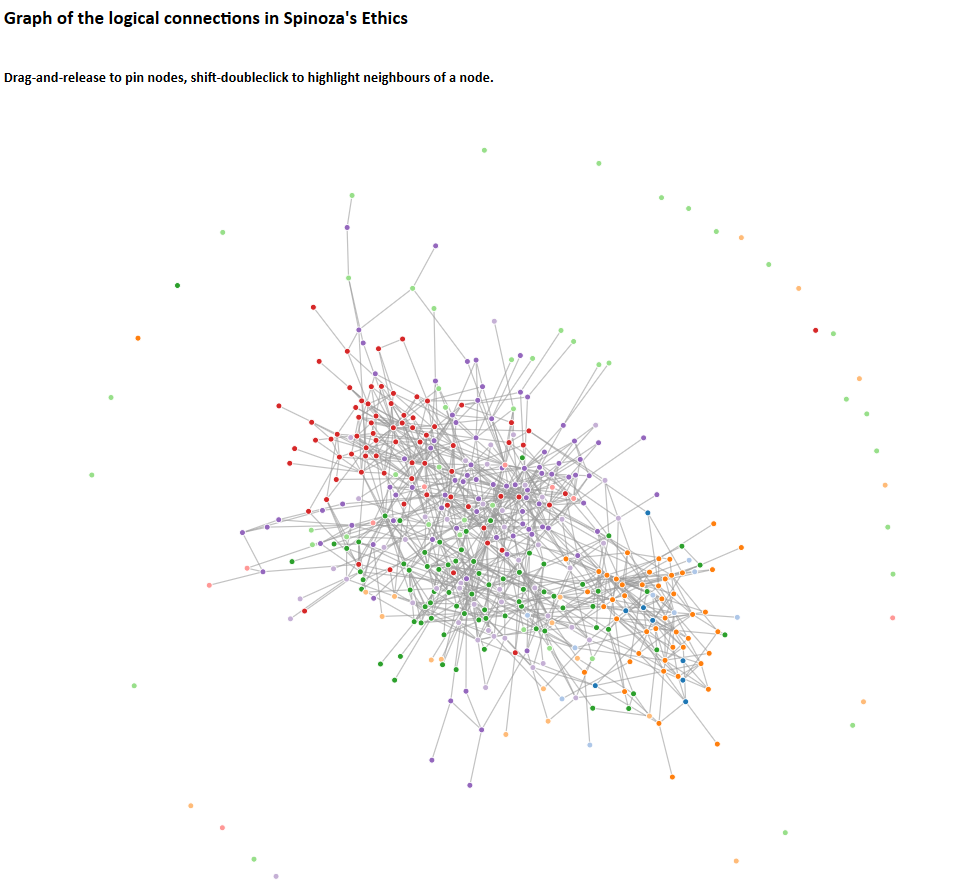 Graph of the logical connections in Spinoza's Ethics
Drag-and-release to pin nodes, shift-doubleclick to highlight neighbours of a node.